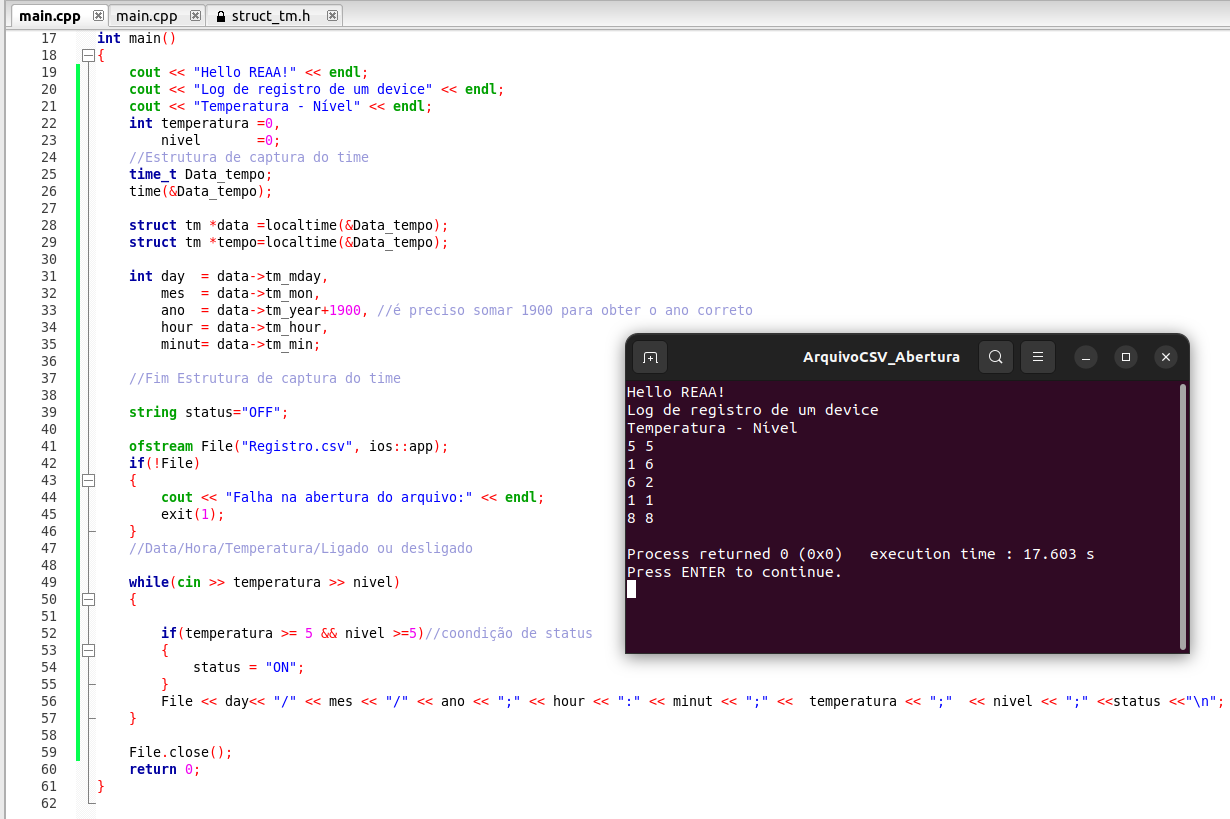 main.cpp main.cpp struct_tm.h
17 int main()
18 {
19 cout << "Hello REAA!" << endl;
20 cout << "Log de registro de um device" << endl;
21 cout << "Temperatura - Nível" << endl;
22 int temperatura =0,
23 nivel =0;
24 //Estrutura de captura do time
25 time_t Data_tempo;
26 time(&Data_tempo);
27
28 struct tm *data =localtime(&Data_tempo);
29 struct tm *tempo=localtime(&Data_tempo);
30
31 int day = data->tm_mday,
32 mes = data->tm_mon,
33 ano = data->tm_year+1900, //é preciso somar 1900 para obter o ano correto
34 hour = data->tm_hour,
35 minut= data->tm_min;
36
37 //Fim Estrutura de captura do time
38
39 string status="OFF";
40
41 ofstream File("Registro.csv", ios::app);
42 if(!File)
43 {
44 cout << "Falha na abertura do arquivo:" << endl;
45 exit(1);
46 }
47 //Data/Hora/Temperatura/Ligado ou desligado
48
49 while(cin >> temperatura >> nivel)
50 {
51
52 if(temperatura >= 5 && nivel >=5)//coondição de status
53 {
54 status = "ON";
55 }
56 File << day<< "/" << mes << "/" << ano << ";" << hour << ":" << minut << ";" << temperatura << ";" << nivel << ";" <<status <<"\n";
57 }
58
59 File.close();
60 return 0;
61 }
62
ArquivoCSV_Abertura
Hello REAA!
Log de registro de um device
Temperatura - Nível
5 5
1 6
6 2
1 1
8 8
Process returned 0 (0x0) execution time : 17.603 s
Press ENTER to continue.